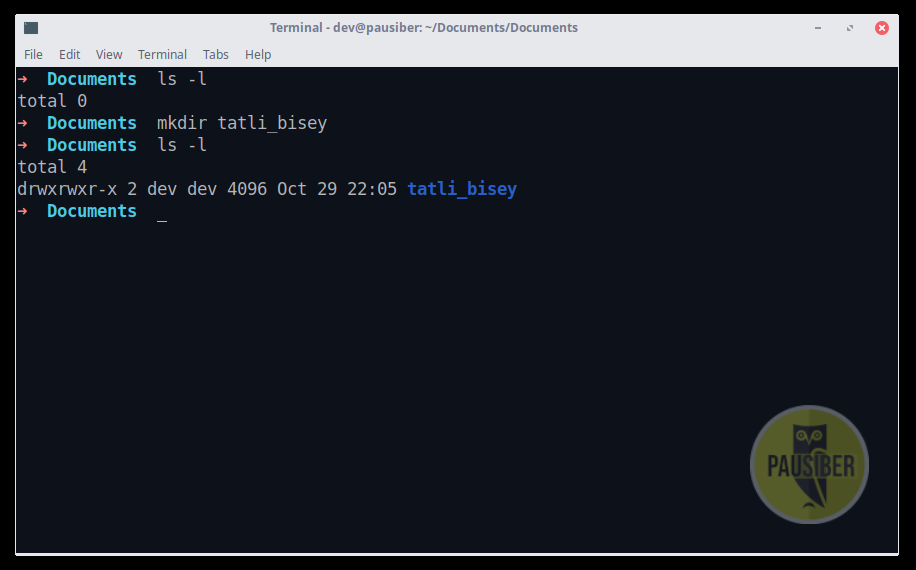 Terminal - dev@pausiber: ~/Documents/Documents
File Edit View Terminal Tabs Help
➜ Documents ls -l
total 0
➜ Documents mkdir tatli_bisey
➜ Documents ls -l
total 4
drwxrwxr-x 2 dev dev 4096 Oct 29 22:05 tatli_bisey
➜ Documents _
PAUSIBER